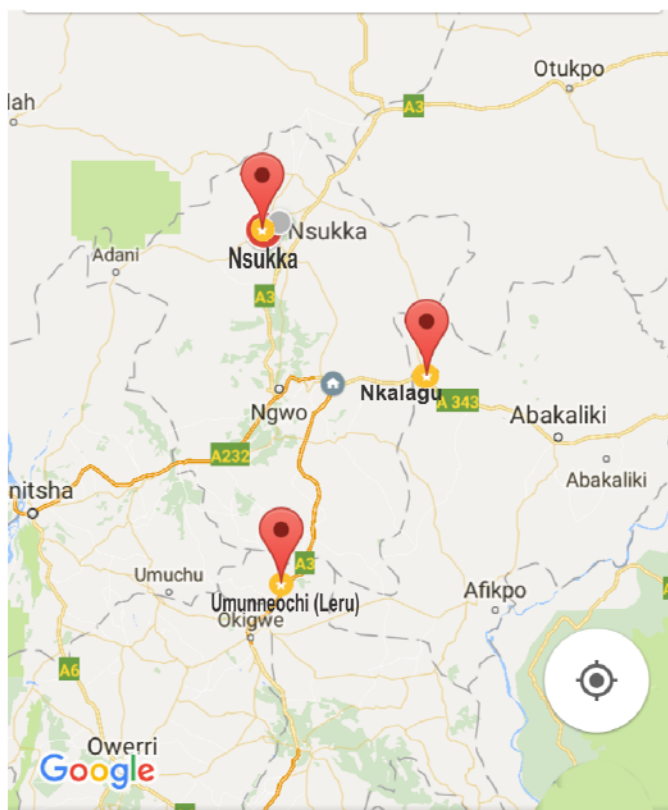 Otukpo
lah
A3
Nsukka
Nsukka
Adani
A3
Nkalagu
A 343
Ngwo
Abakaliki
A232
Abakaliki
nitsha
A3
Umuchu
Umunneochi (Leru)
Afikpo
Okigwe
A6
Owerri
Google